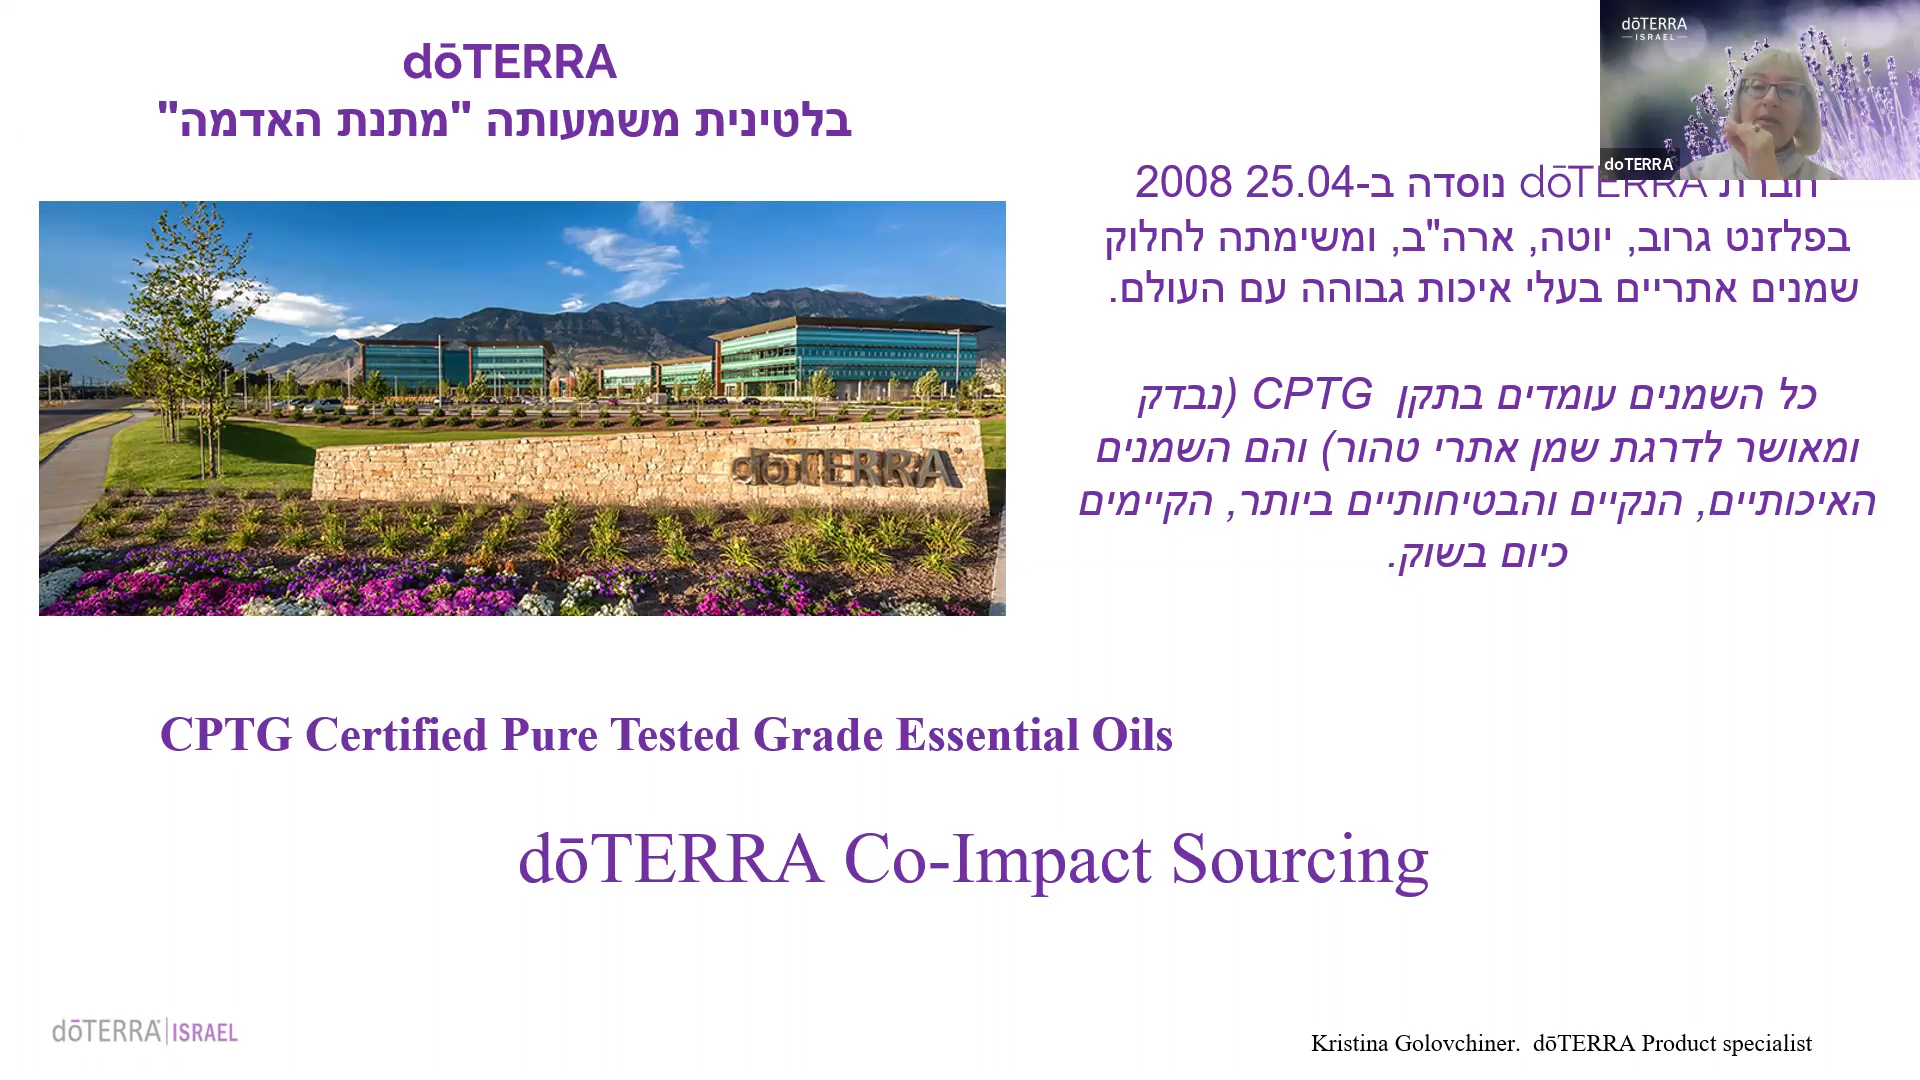 dōTERRA
בלטינית משמעותה "מתנת האדמה"
dōTERRA
ISRAEL
doTERRA
חברת dōTERRA נוסדה ב-25.04 2008
בפלזנט גרוב, יוטה, ארה"ב, ומשימתה לחלוק
שמנים אתריים בעלי איכות גבוהה עם העולם.
כל השמנים עומדים בתקן CPTG (נבדק
ומאושר לדרגת שמן אתרי טהור) והם השמנים
האיכותיים, הנקיים והבטיחותיים ביותר, הקיימים
כיום בשוק.
dōTERRA
CPTG Certified Pure Tested Grade Essential Oils
dōTERRA Co-Impact Sourcing
dōTERRA ISRAEL
Kristina Golovchiner. dōTERRA Product specialist